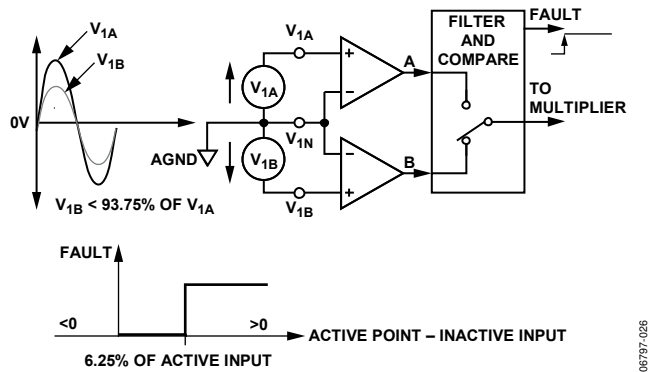 V1A
V1B
0V
V1B < 93.75% OF V1A
V1A
V1A
V1N
AGND
V1B
V1B
+
–
–
+
A
B
FILTER
AND
COMPARE
FAULT
TO
MULTIPLIER
FAULT
<0
>0
ACTIVE POINT – INACTIVE INPUT
6.25% OF ACTIVE INPUT
06797-026